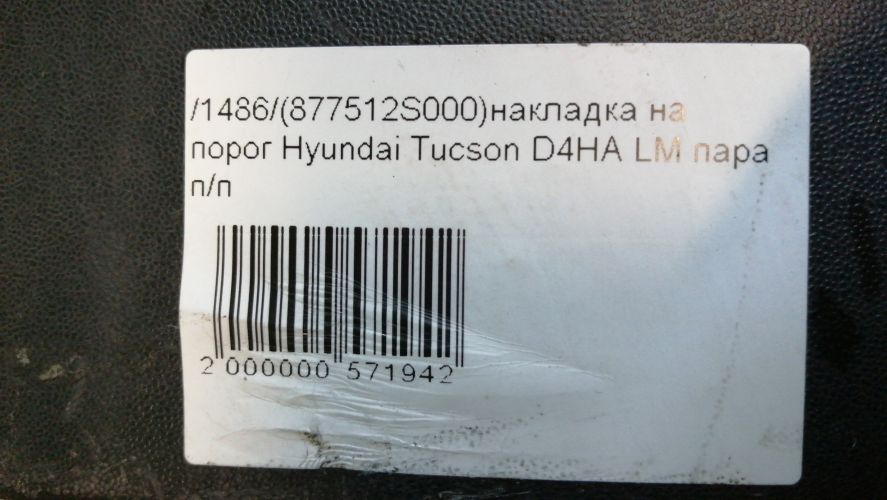 /1486/(877512S000)накладка на
порог Hyundai Tucson D4HA LM пара
п/п
2 000000 571942